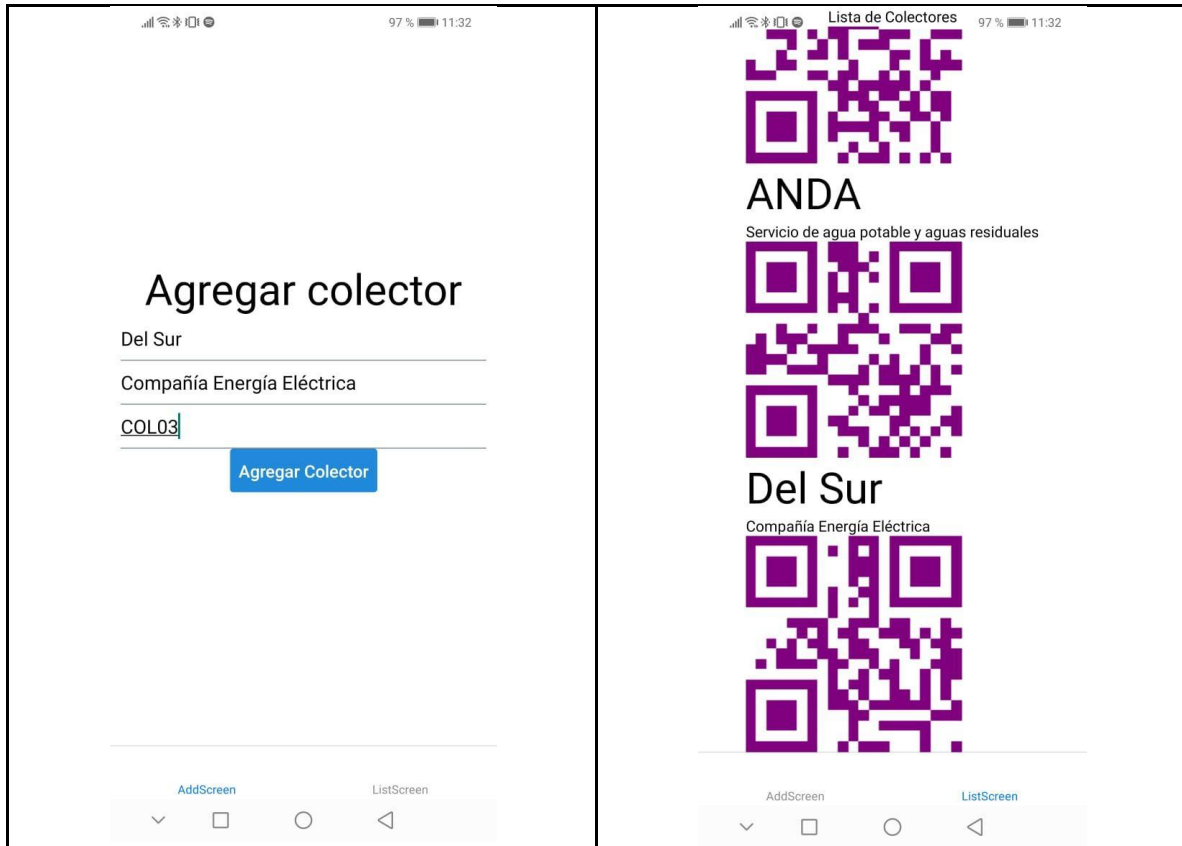 97 % 11:32
Agregar colector
Del Sur
Compañía Energía Eléctrica
COL03
Agregar Colector
AddScreen ListScreen
Lista de Colectores
97 % 11:32
ANDA
Servicio de agua potable y aguas residuales
Del Sur
Compañía Energía Eléctrica
AddScreen ListScreen